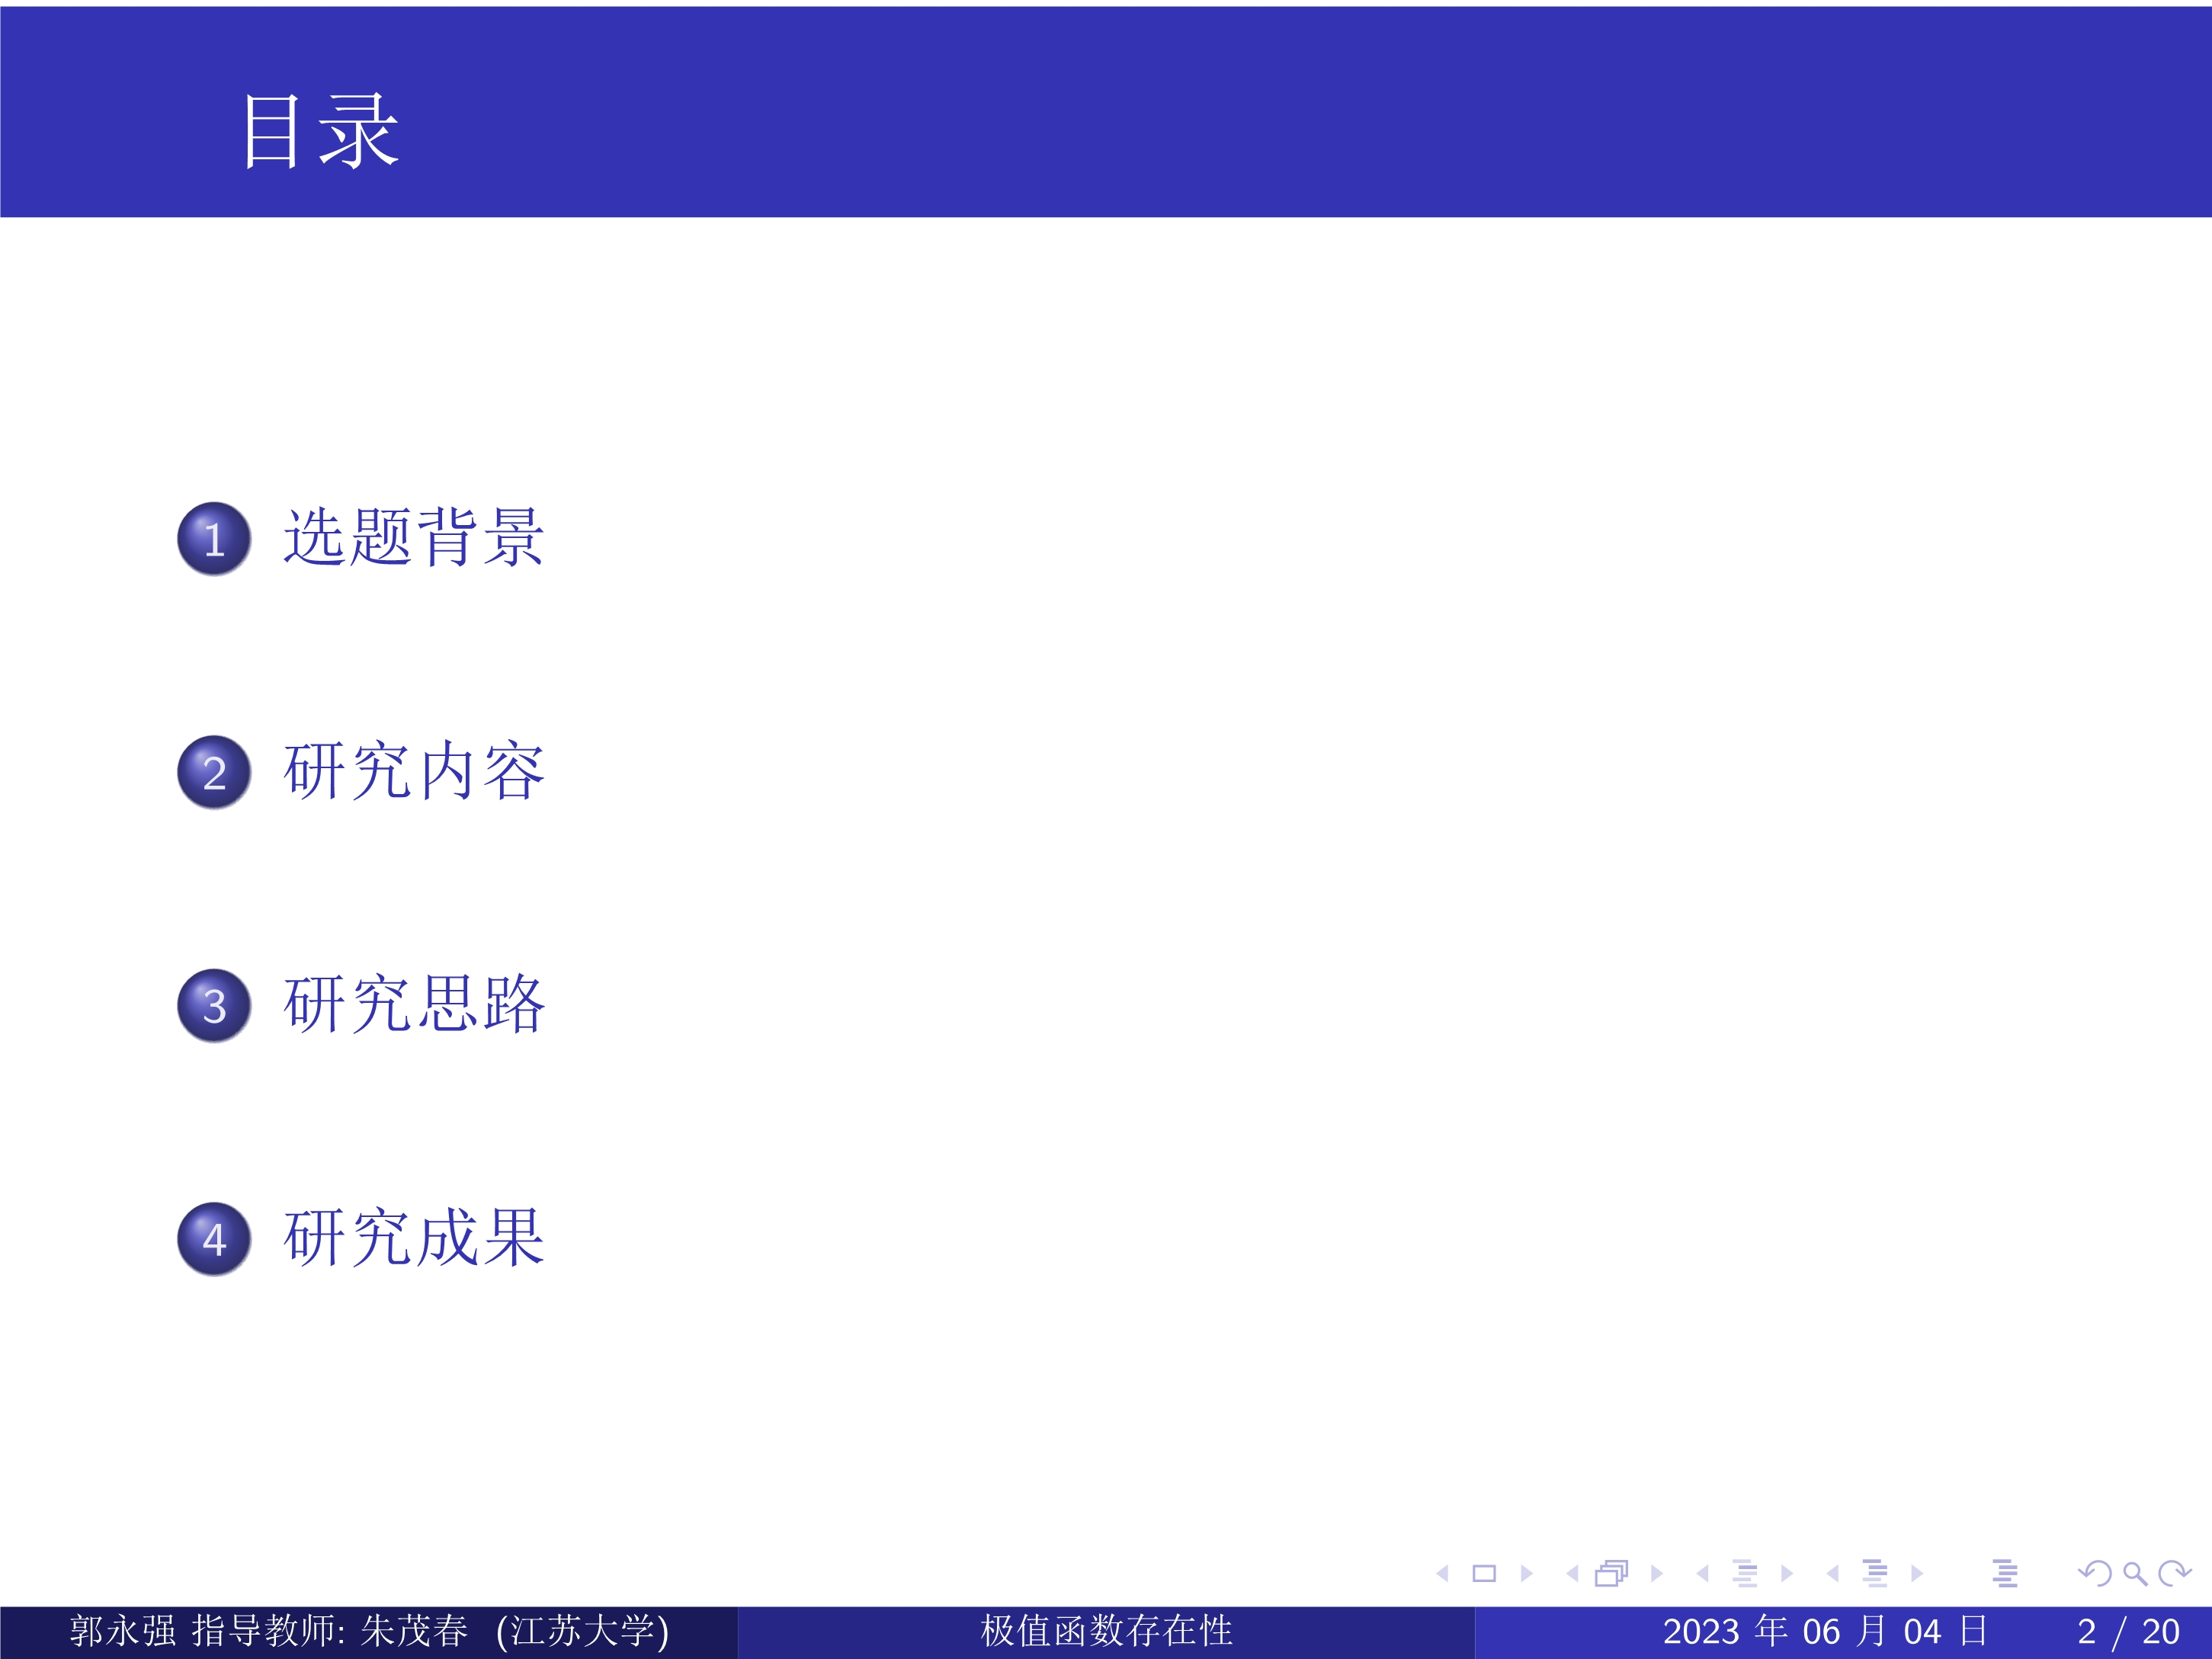 目录
1 选题背景
2 研究内容
3 研究思路
4 研究成果
郭永强 指导教师: 朱茂春 (江苏大学) 极值函数存在性 2023 年 06 月 04 日 2 / 20